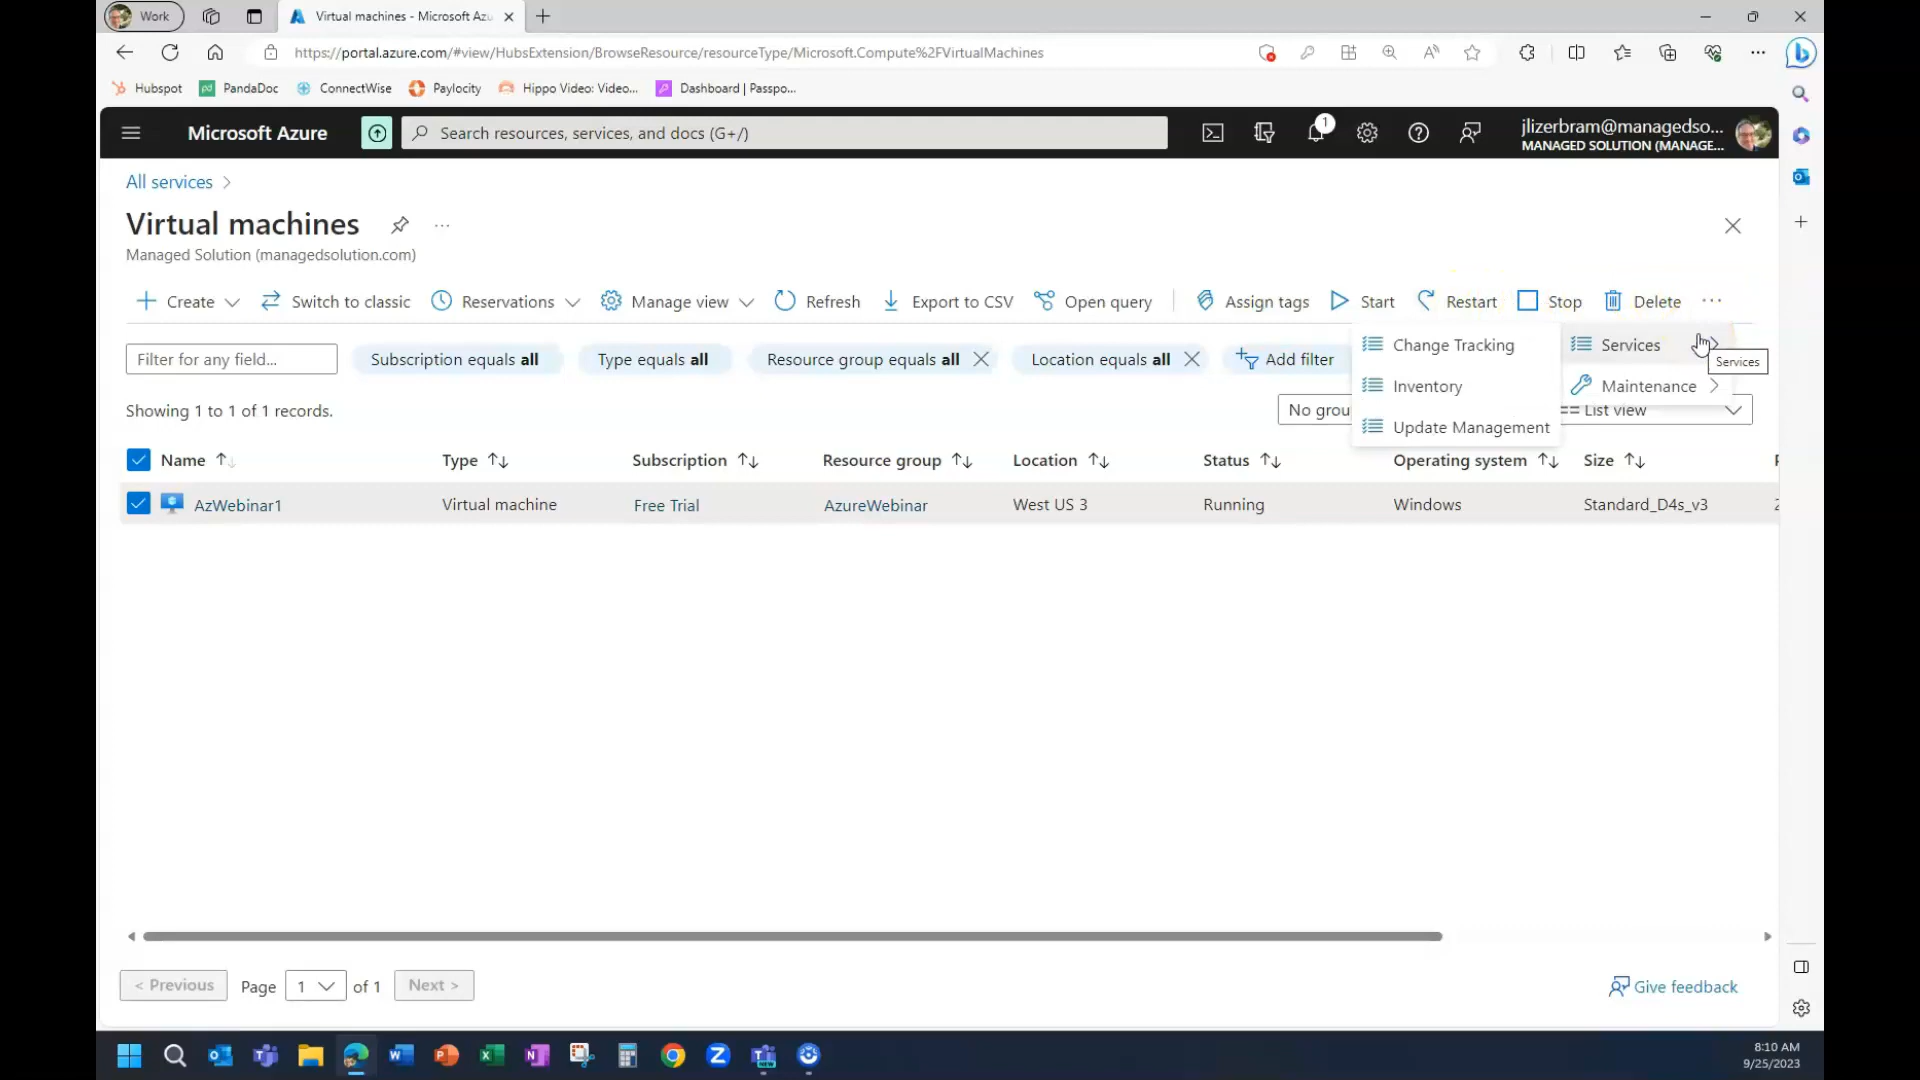 Work
Virtual machines - Microsoft Azu
https://portal.azure.com/#view/HubsExtension/BrowseResource/resourceType/Microsoft.Compute%2FVirtualMachines
Hubspot
PandaDoc
ConnectWise
Paylocity
Hippo Video: Video...
Dashboard | Passpo...
Microsoft Azure
Search resources, services, and docs (G+/)
1
jlizerbram@managedso...
MANAGED SOLUTION (MANAGE...
All services
Virtual machines
Managed Solution (managedsolution.com)
Create
Switch to classic
Reservations
Manage view
Refresh
Export to CSV
Open query
Assign tags
Start
Restart
Stop
Delete
Filter for any field...
Subscription equals all
Type equals all
Resource group equals all
Location equals all
Add filter
Change Tracking
Inventory
Update Management
Services
Maintenance
Services
Showing 1 to 1 of 1 records.
No grou
List view
Name
Type
Subscription
Resource group
Location
Status
Operating system
Size
AzWebinar1
Virtual machine
Free Trial
AzureWebinar
West US 3
Running
Windows
Standard_D4s_v3
< Previous
Page 1 of 1
Next >
Give feedback
8:10 AM
9/25/2023